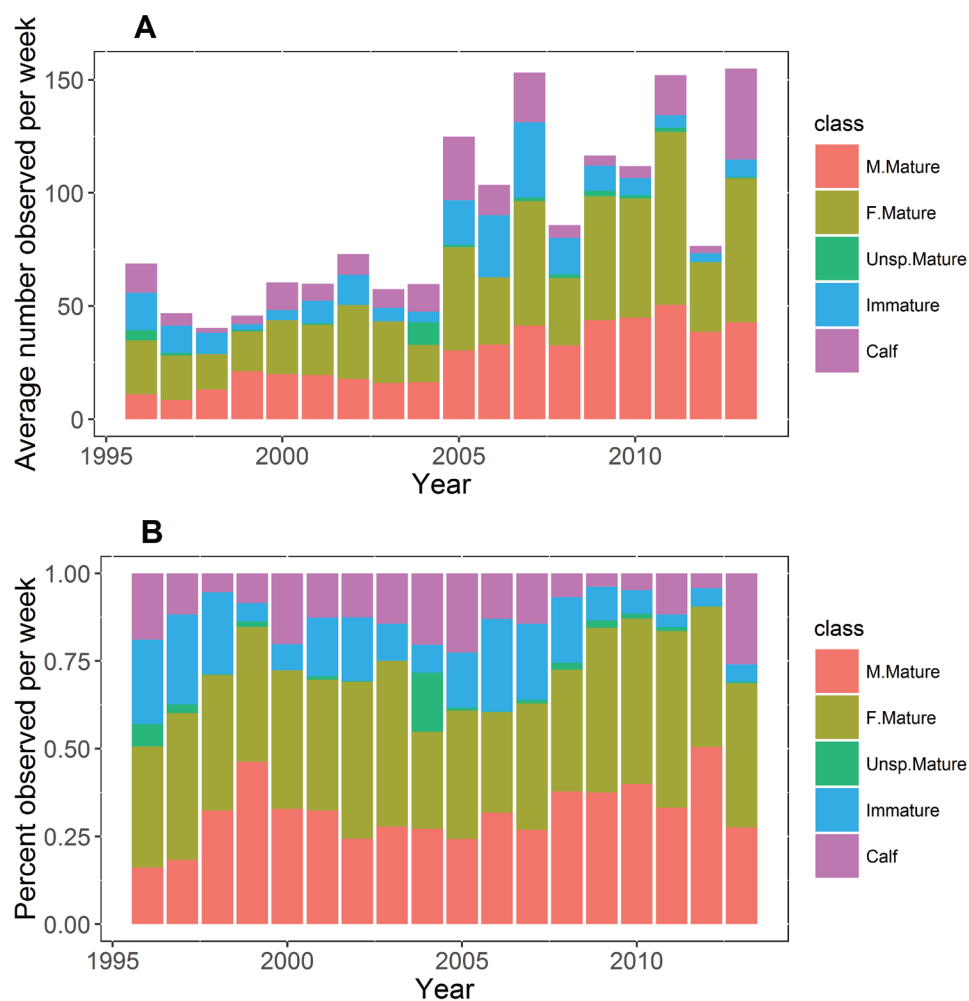 A
Average number observed per week
150
100
50
0
1995
2000
2005
2010
Year
class
M.Mature
F.Mature
Unsp.Mature
Immature
Calf
B
Percent observed per week
1.00
0.75
0.50
0.25
0.00
1995
2000
2005
2010
Year
class
M.Mature
F.Mature
Unsp.Mature
Immature
Calf